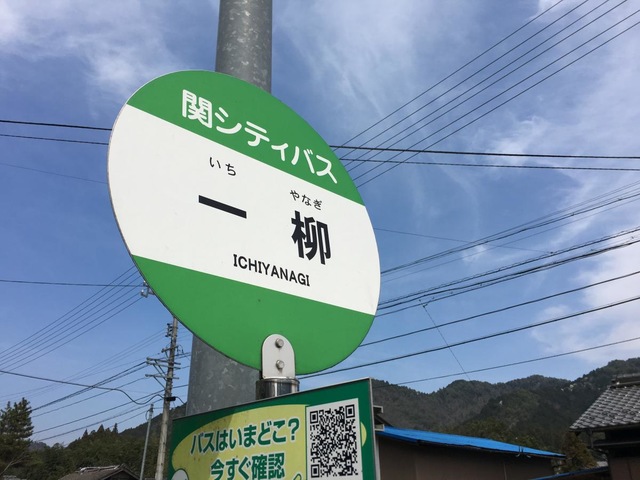 関シティバス
いち やなぎ
一 柳
ICHIYANAGI
バスはいまどこ?
今すぐ確認